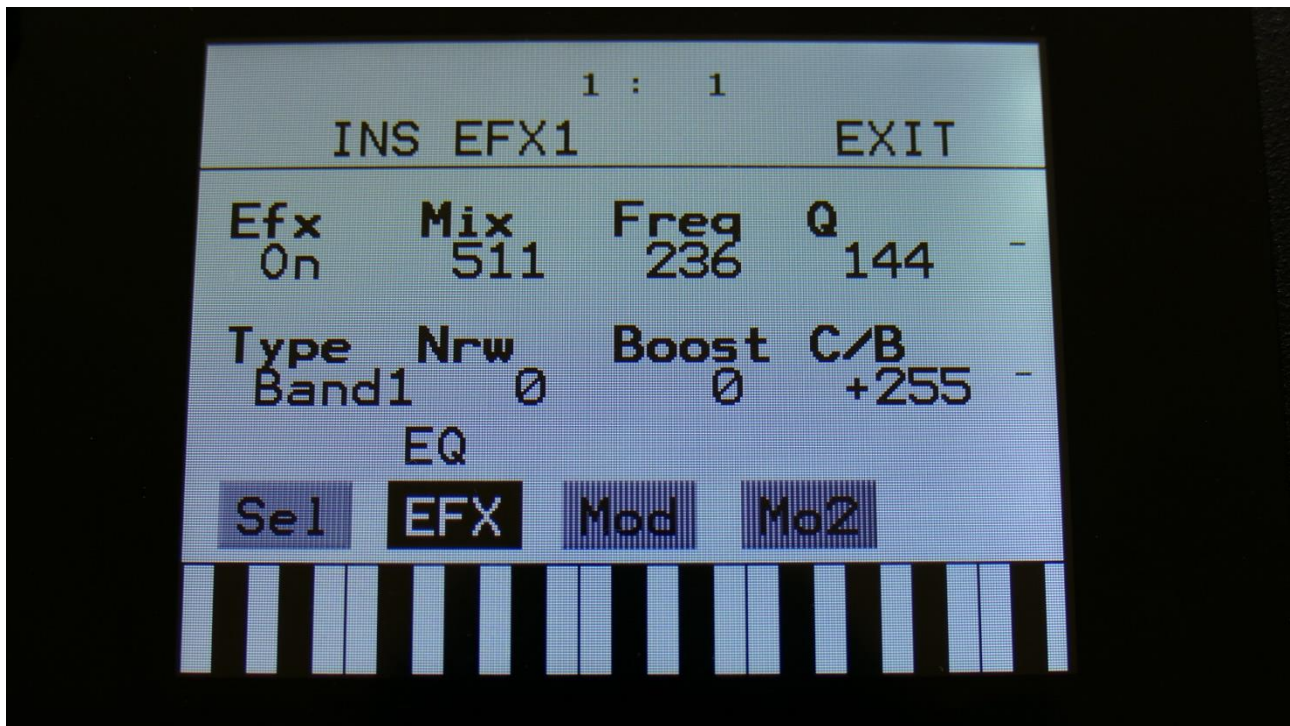 1 : 1
INS EFX1 EXIT
Efx Mix Freq Q
On 511 236 144 -
Type Nrw Boost C/B
Band1 0 0 +255 -
EQ
Sel EFX Mod Mo2